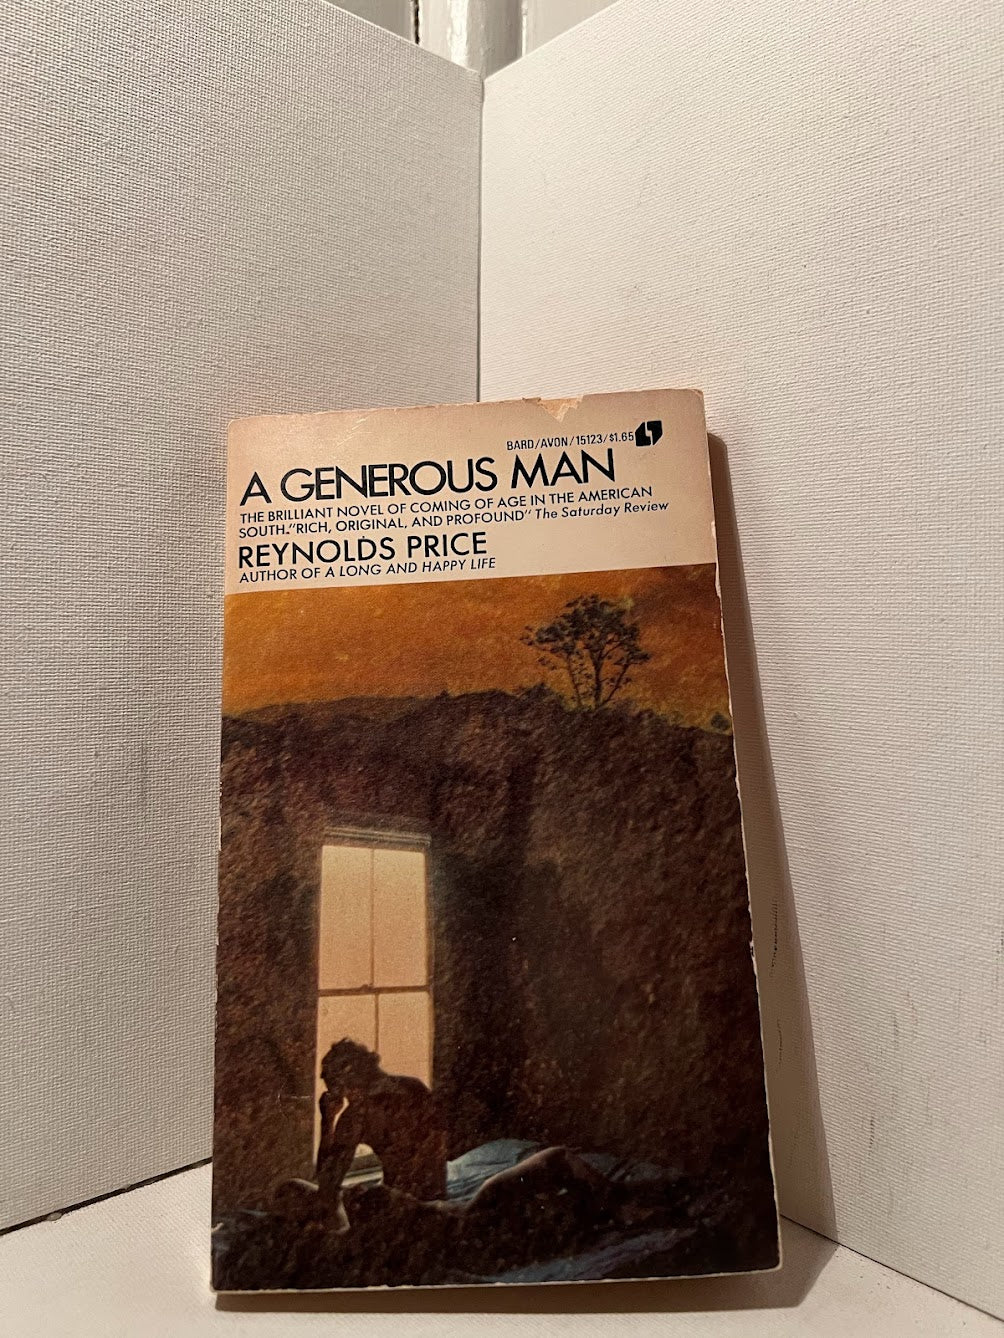 BARD/AVON/15123/$1.65
A GENEROUS MAN
THE BRILLIANT NOVEL OF COMING OF AGE IN THE AMERICAN
SOUTH."RICH, ORIGINAL, AND PROFOUND" The Saturday Review
REYNOLDS PRICE
AUTHOR OF A LONG AND HAPPY LIFE